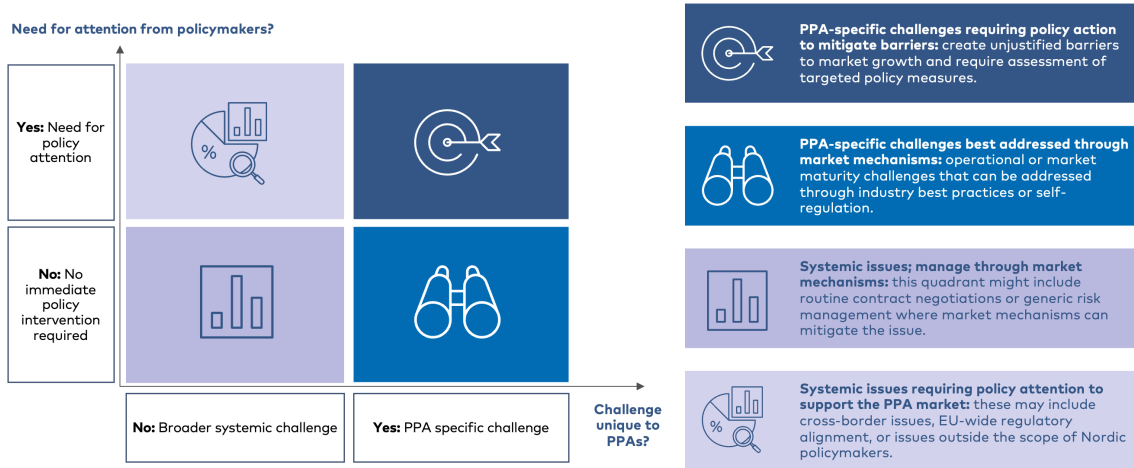 Need for attention from policymakers?
Yes: Need for
policy
attention
%
No: No
immediate
policy
intervention
required
No: Broader systemic challenge
Yes: PPA specific challenge
Challenge
unique to
PPAs?
PPA-specific challenges requiring policy action
to mitigate barriers: create unjustified barriers
to market growth and require assessment of
targeted policy measures.
PPA-specific challenges best addressed through
market mechanisms: operational or market
maturity challenges that can be addressed
through industry best practices or self-
regulation.
Systemic issues; manage through market
mechanisms: this quadrant might include
routine contract negotiations or generic risk
management where market mechanisms can
mitigate the issue.
%
Systemic issues requiring policy attention to
support the PPA market: these may include
cross-border issues, EU-wide regulatory
alignment, or issues outside the scope of Nordic
policymakers.